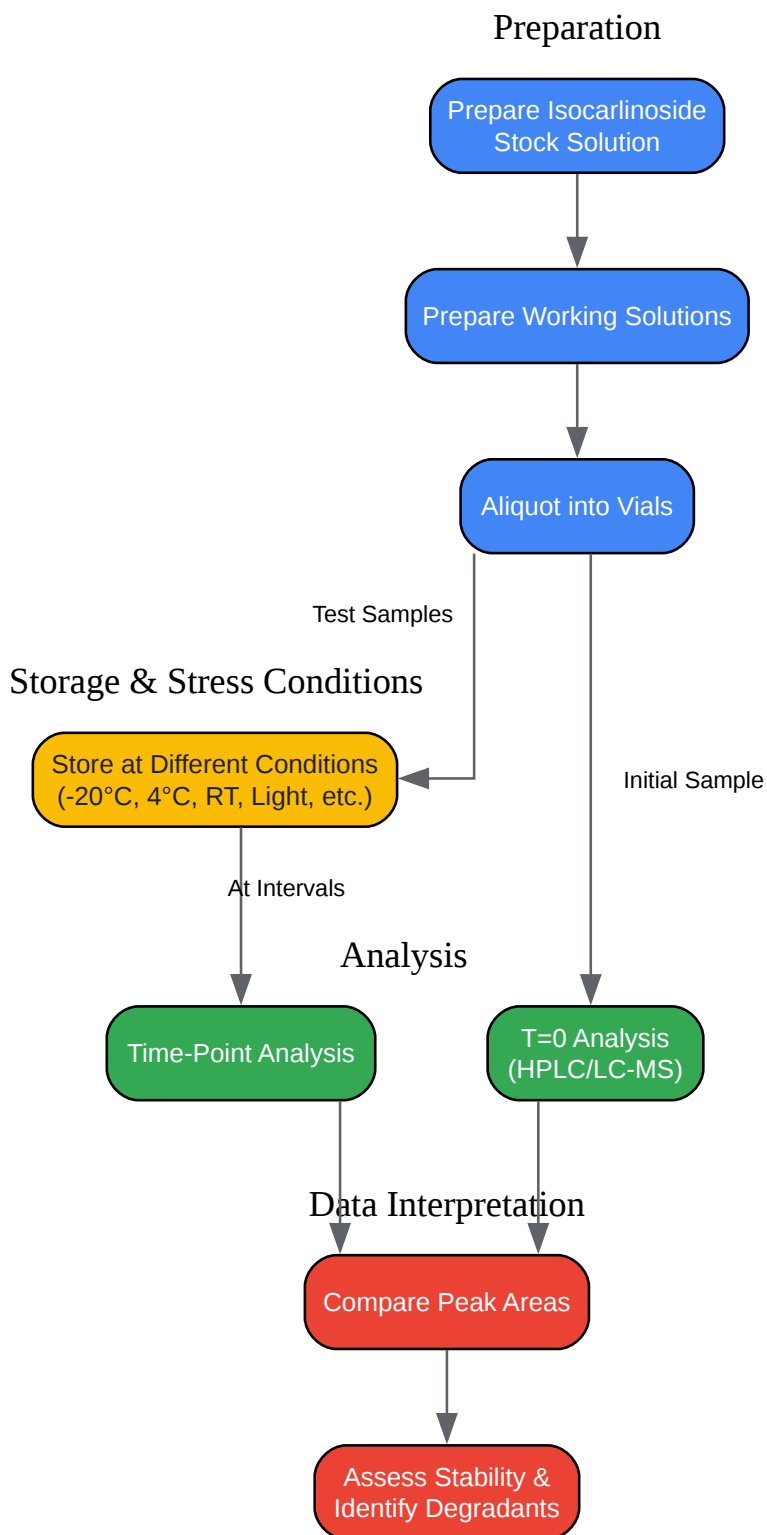 Preparation
Prepare Isocarlinoside
Stock Solution
Prepare Working Solutions
Aliquot into Vials
Test Samples
Storage & Stress Conditions
Store at Different Conditions
(-20°C, 4°C, RT, Light, etc.)
Initial Sample
At Intervals
Analysis
Time-Point Analysis
T=0 Analysis
(HPLC/LC-MS)
Data Interpretation
Compare Peak Areas
Assess Stability &
Identify Degradants